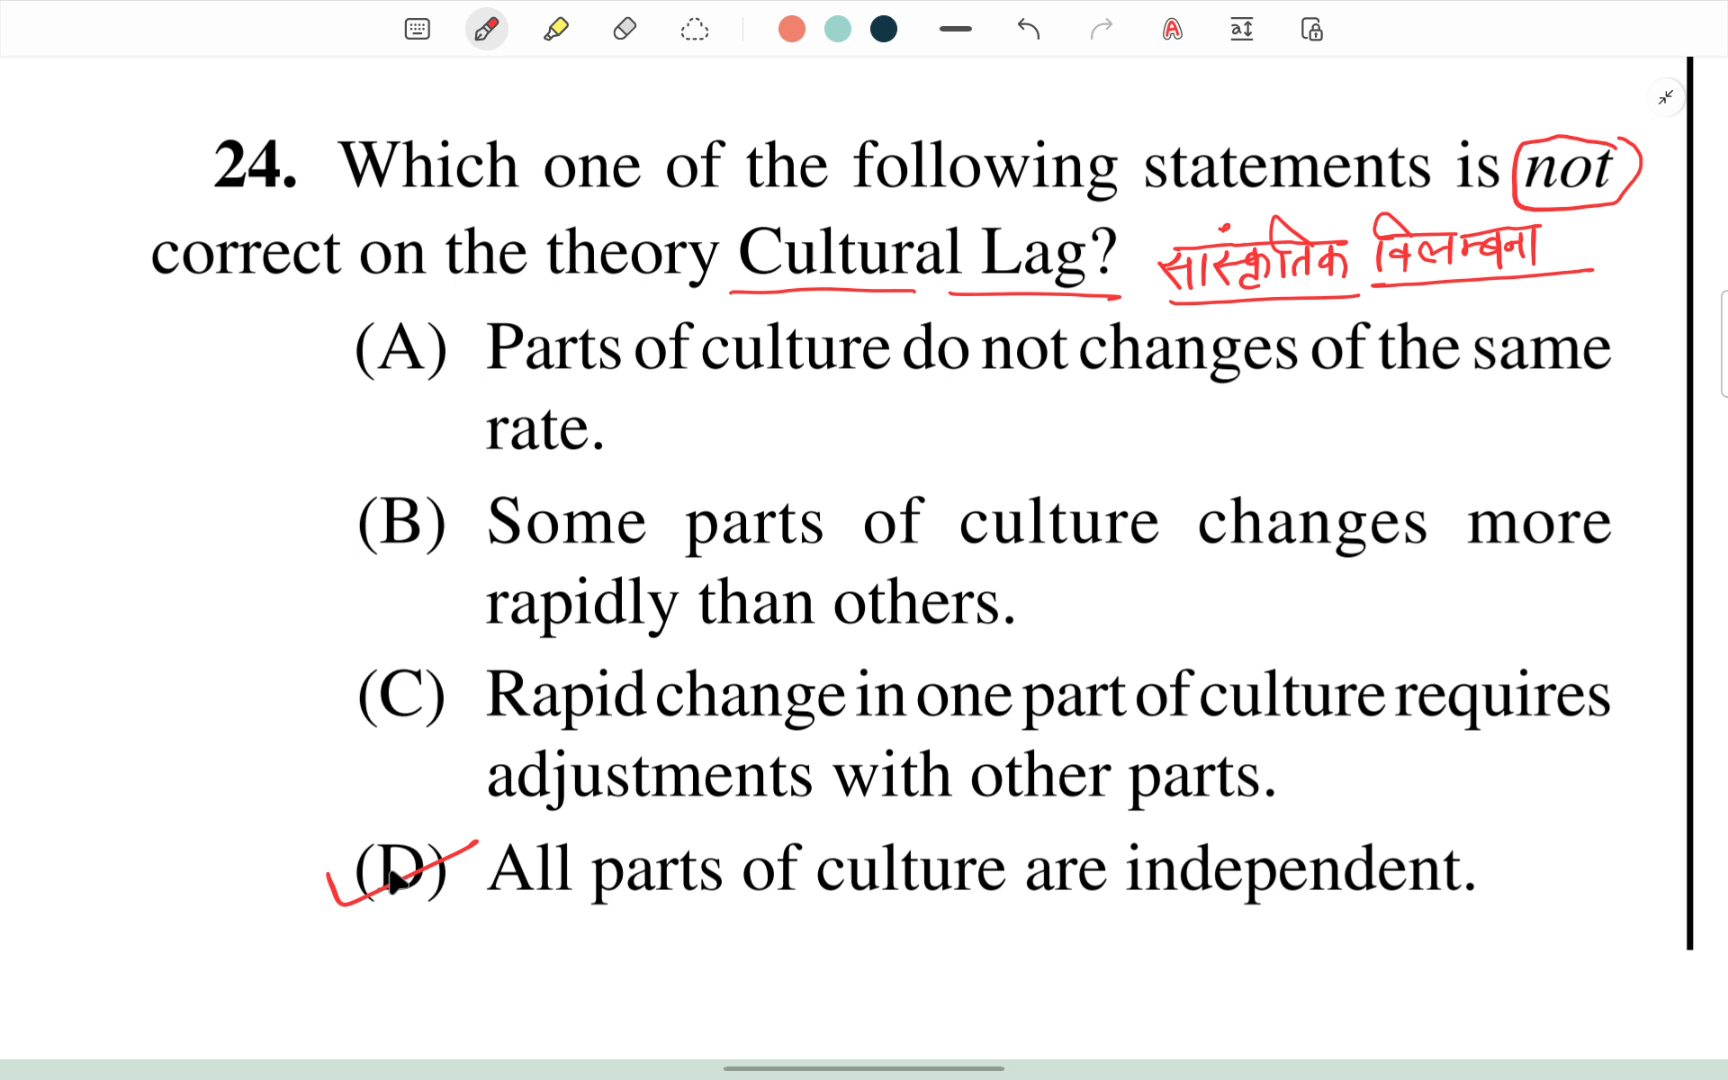 24. Which one of the following statements is not
correct on the theory Cultural Lag? सांस्कृतिक विलम्बना
(A) Parts of culture do not changes of the same
rate.
(B) Some parts of culture changes more
rapidly than others.
(C) Rapid change in one part of culture requires
adjustments with other parts.
(D) All parts of culture are independent.